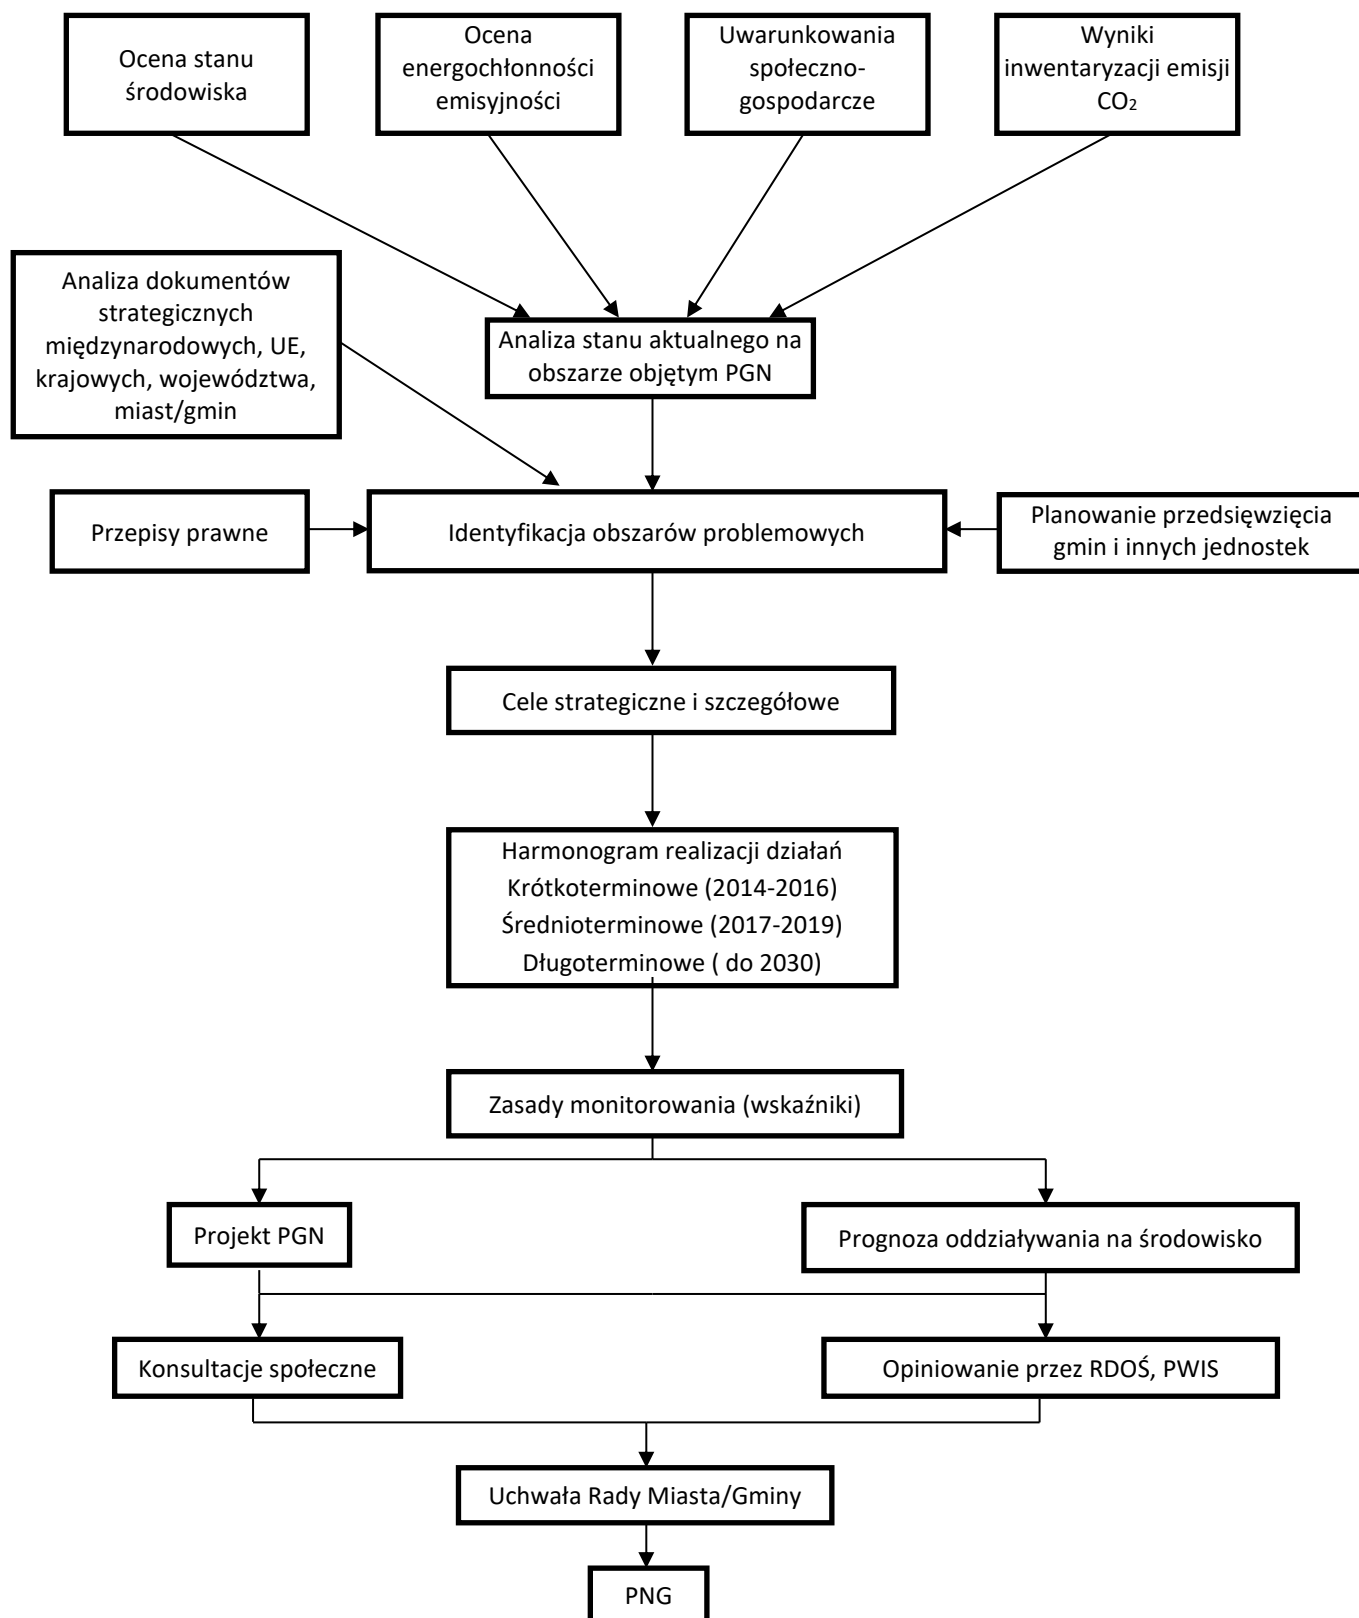 Ocena stanu
środowiska
Ocena
energochłonności
emisyjności
Uwarunkowania
społeczno-
gospodarcze
Wyniki
inwentaryzacji emisji
CO₂
Analiza dokumentów
strategicznych
międzynarodowych, UE,
krajowych, województwa,
miast/gmin
Analiza stanu aktualnego na
obszarze objętym PGN
Przepisy prawne
Identyfikacja obszarów problemowych
Planowanie przedsięwzięcia
gmin i innych jednostek
Cele strategiczne i szczegółowe
Harmonogram realizacji działań
Krótkoterminowe (2014-2016)
Średnioterminowe (2017-2019)
Długoterminowe ( do 2030)
Zasady monitorowania (wskaźniki)
Projekt PGN
Prognoza oddziaływania na środowisko
Konsultacje społeczne
Opiniowanie przez RDOŚ, PWIS
Uchwała Rady Miasta/Gminy
PNG